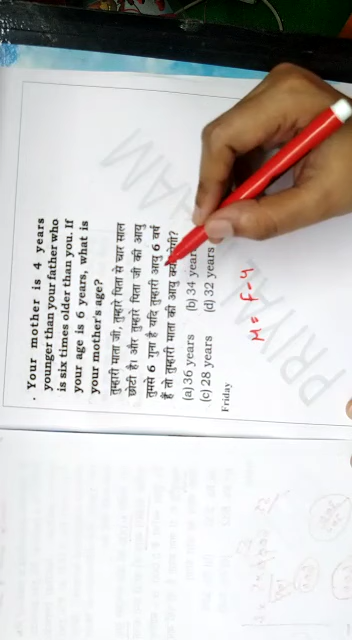 . Your mother is 4 years
younger than your father who
is six times older than you. If
your age is 6 years, what is
your mother's age?
तुम्हारी माता जी, तुम्हारे पिता से चार साल
छोटी है। और तुम्हारे पिता जी की आयु
तुमसे 6 गुना है यदि तुम्हारी आयु 6 वर्ष
हैं तो तुम्हारी माता की आयु क्या होगी?
(a) 36 years (b) 34 years
(c) 28 years (d) 32 years
Friday
M = F - 4